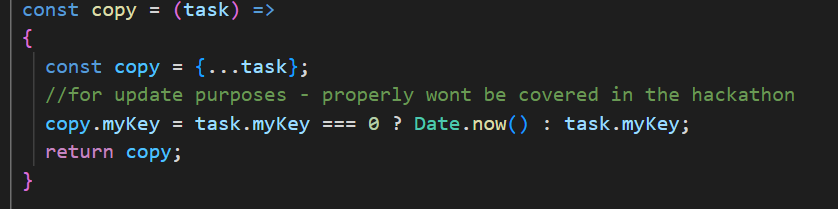 const copy = (task) =>
{
const copy = {...task};
//for update purposes - properly wont be covered in the hackathon
copy.myKey = task.myKey === 0 ? Date.now() : task.myKey;
return copy;
}